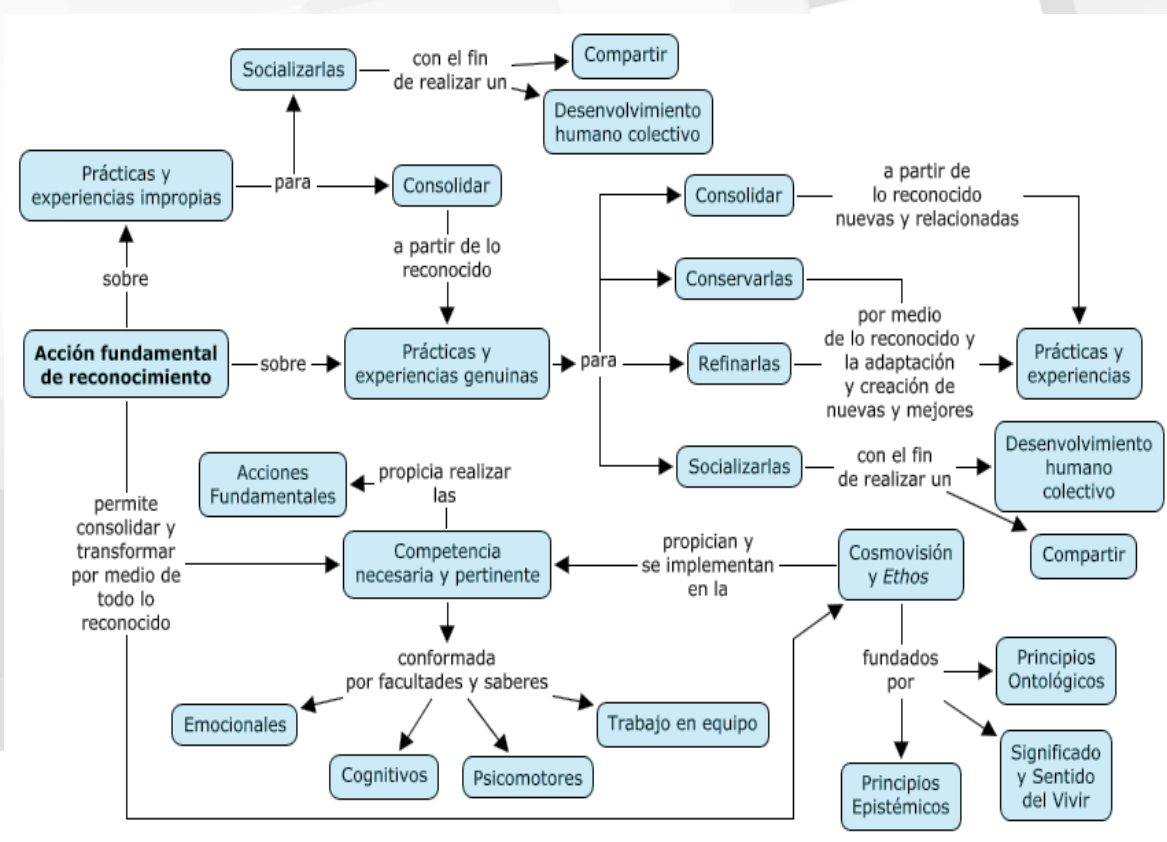 Socializarlas
con el fin
de realizar un
Compartir
Desenvolvimiento
humano colectivo
Prácticas y
experiencias impropias
para
Consolidar
a partir de lo
reconocido
sobre
Acción fundamental
de reconocimiento
sobre
Prácticas y
experiencias genuinas
para
Consolidar
a partir de
lo reconocido
nuevas y relacionadas
Conservarlas
Refinarlas
por medio
de lo reconocido y
la adaptación
y creación de
nuevas y mejores
Prácticas y
experiencias
Socializarlas
con el fin
de realizar un
Desenvolvimiento
humano
colectivo
Compartir
Acciones
Fundamentales
propicia realizar
las
permite
consolidar y
transformar
por medio de
todo lo
reconocido
Competencia
necesaria y pertinente
propician y
se implementan
en la
Cosmovisión
y Ethos
conformada
por facultades y saberes
Emocionales
Cognitivos
Psicomotores
Trabajo en equipo
fundados
por
Principios
Ontológicos
Principios
Epistémicos
Significado
y Sentido
del Vivir